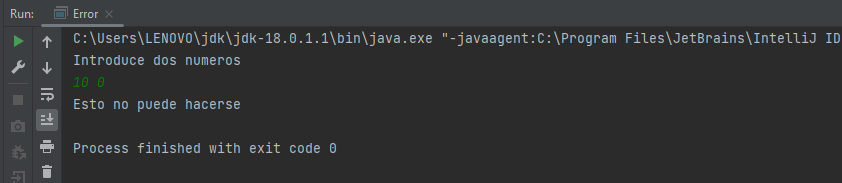 Run: Error
C:\Users\LENOVO\jdk\jdk-18.0.1.1\bin\java.exe "-javaagent:C:\Program Files\JetBrains\IntelliJ ID
Introduce dos numeros
10 0
Esto no puede hacerse
Process finished with exit code 0